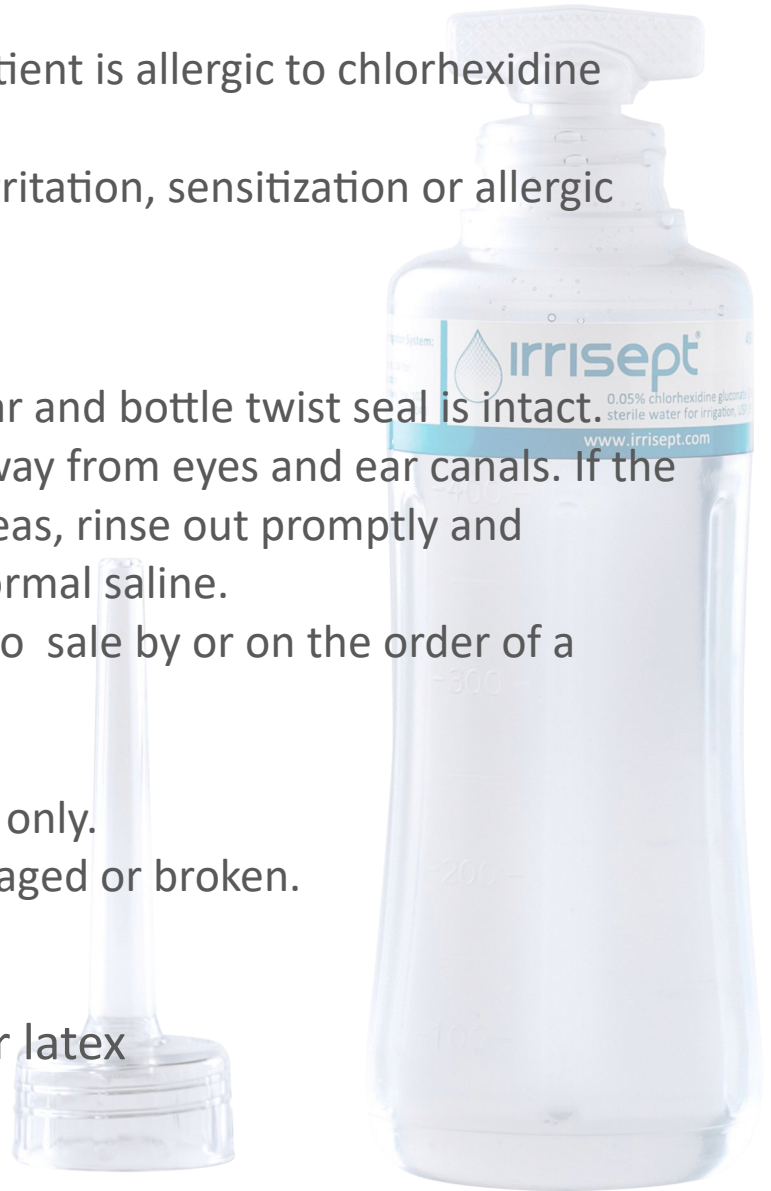 tient is allergic to chlorhexidine
ritation, sensitization or allergic
irrisept®
0.05% chlorhexidine gluconate
sterile water for irrigation, USP
www.irrisept.com
ar and bottle twist seal is intact.
way from eyes and ear canals. If the
eas, rinse out promptly and
ormal saline.
o sale by or on the order of a
only.
aged or broken.
r latex
-400-
-300-
-200-
-100-